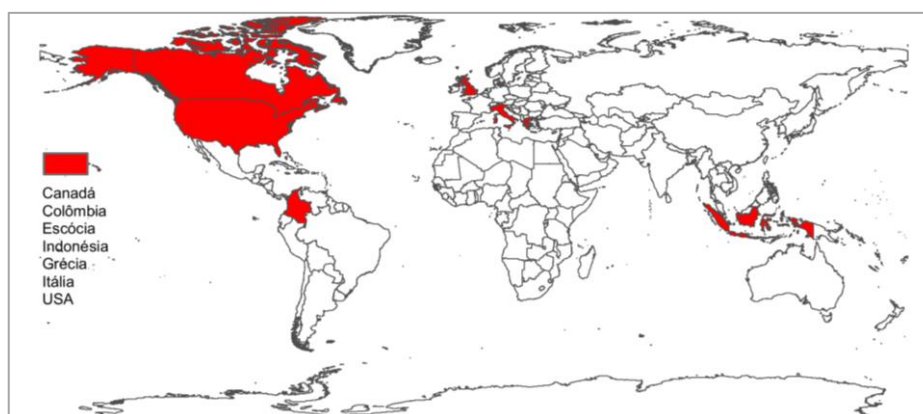 Canadá
Colômbia
Escócia
Indonésia
Grécia
Itália
USA